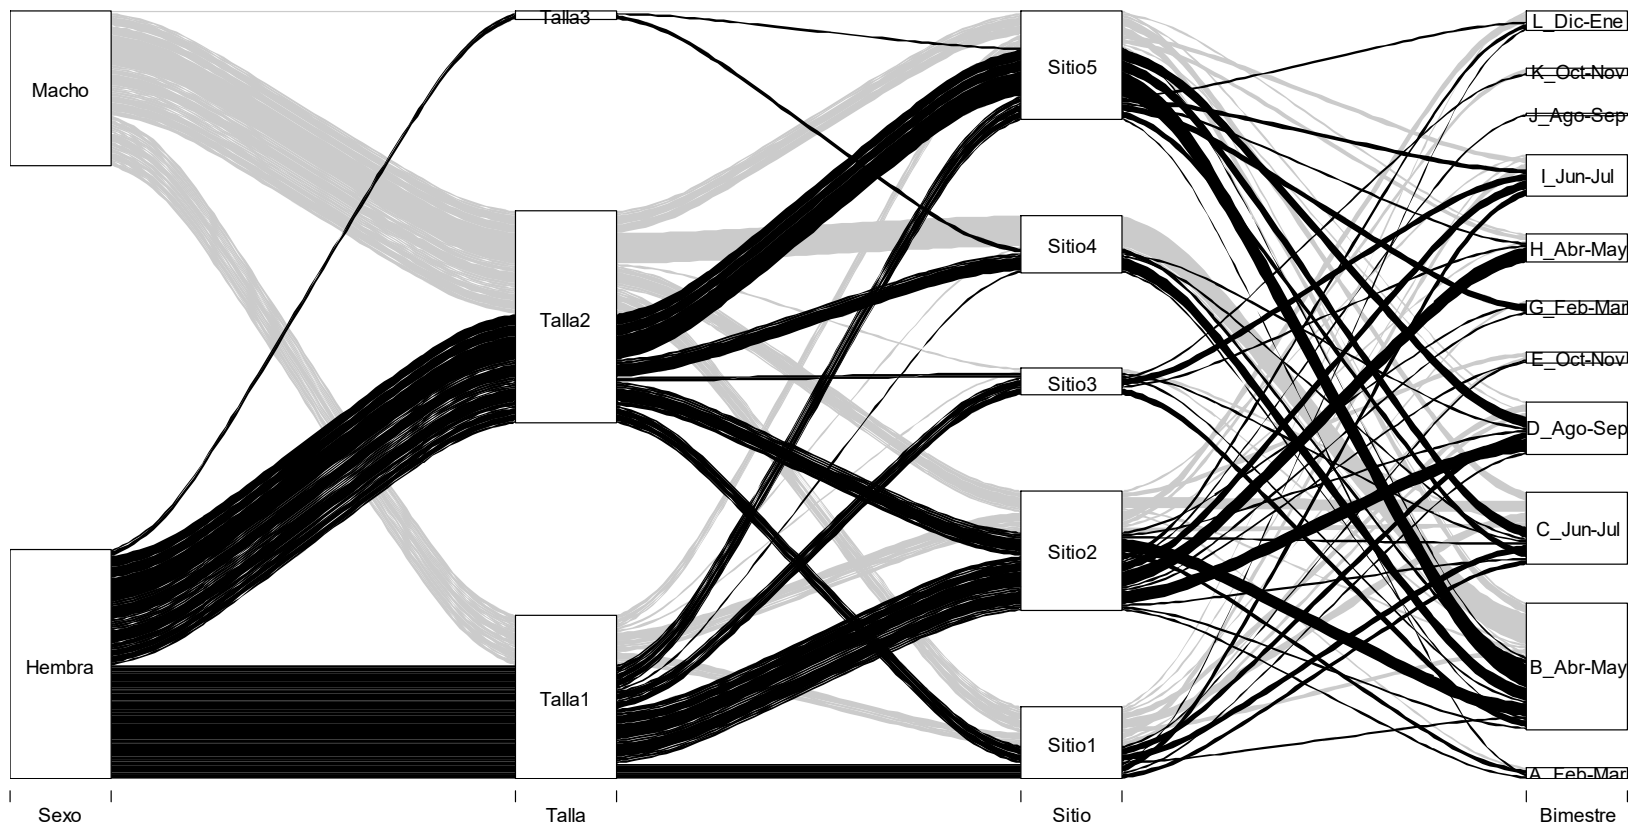 Macho
Hembra
Talla3
Talla2
Talla1
Sitio5
Sitio4
Sitio3
Sitio2
Sitio1
L_Dic-Ene
K_Oct-Nov
J_Ago-Sep
I_Jun-Jul
H_Abr-May
G_Feb-Mar
E_Oct-Nov
D_Ago-Sep
C_Jun-Jul
B_Abr-May
A_Feb-Mar
Sexo
Talla
Sitio
Bimestre